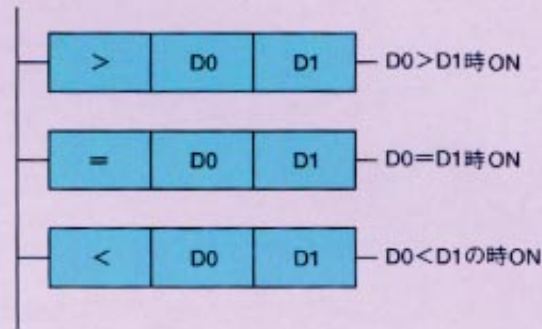 > D0 D1 D0>D1時ON
= D0 D1 D0=D1時ON
< D0 D1 D0<D1の時ON